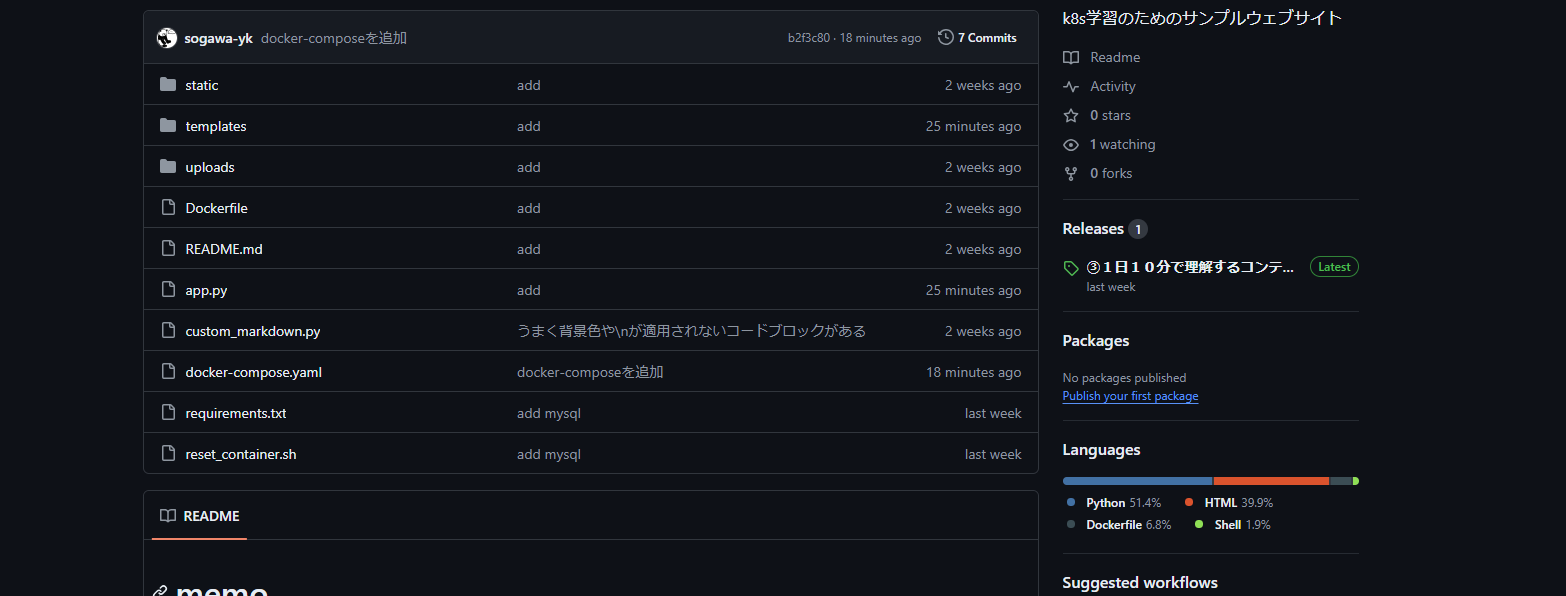 sogawa-yk docker-composeを追加 b2f3c80 · 18 minutes ago 7 Commits
static add 2 weeks ago
templates add 25 minutes ago
uploads add 2 weeks ago
Dockerfile add 2 weeks ago
README.md add 2 weeks ago
app.py add 25 minutes ago
custom_markdown.py うまく背景色や\nが適用されないコードブロックがある 2 weeks ago
docker-compose.yaml docker-composeを追加 18 minutes ago
requirements.txt add mysql last week
reset_container.sh add mysql last week
README
memo
k8s学習のためのサンプルウェブサイト
Readme
Activity
0 stars
1 watching
0 forks
Releases 1
③１日１０分で理解するコンテ... Latest
last week
Packages
No packages published
Publish your first package
Languages
Python 51.4% HTML 39.9%
Dockerfile 6.8% Shell 1.9%
Suggested workflows